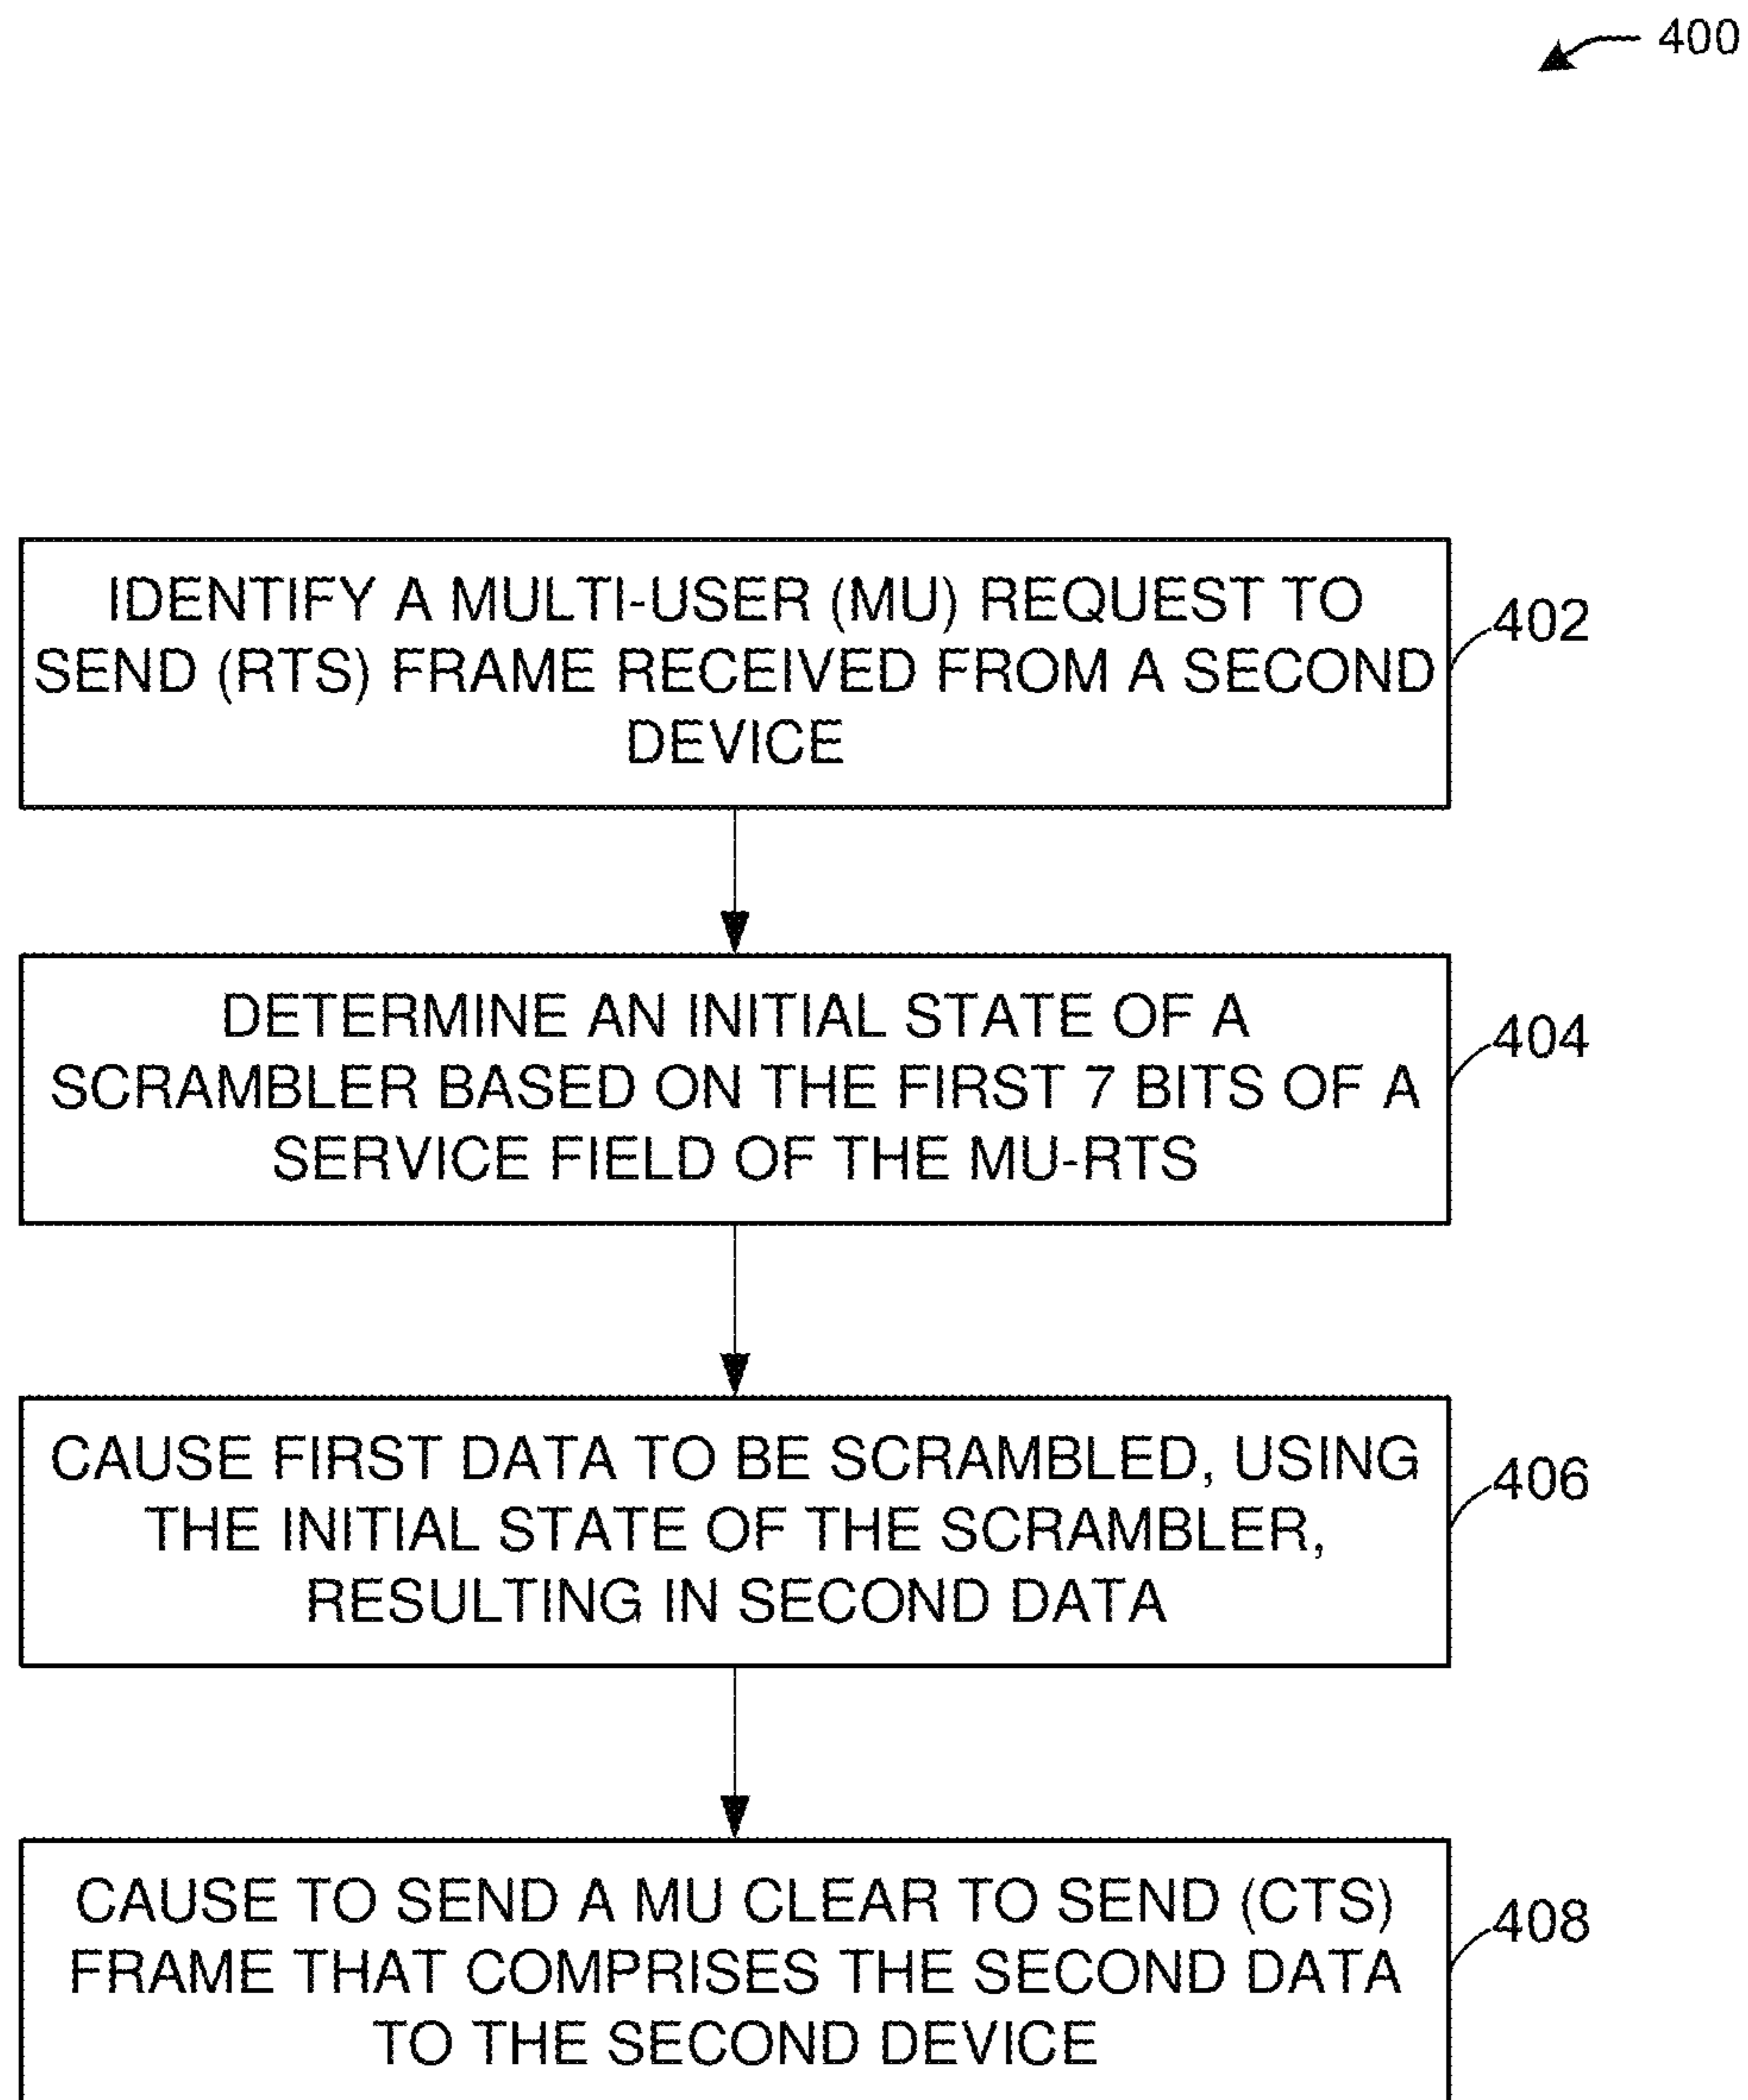 400
IDENTIFY A MULTI-USER (MU) REQUEST TO
SEND (RTS) FRAME RECEIVED FROM A SECOND
DEVICE
402
DETERMINE AN INITIAL STATE OF A
SCRAMBLER BASED ON THE FIRST 7 BITS OF A
SERVICE FIELD OF THE MU-RTS
404
CAUSE FIRST DATA TO BE SCRAMBLED, USING
THE INITIAL STATE OF THE SCRAMBLER,
RESULTING IN SECOND DATA
406
CAUSE TO SEND A MU CLEAR TO SEND (CTS)
FRAME THAT COMPRISES THE SECOND DATA
TO THE SECOND DEVICE
408